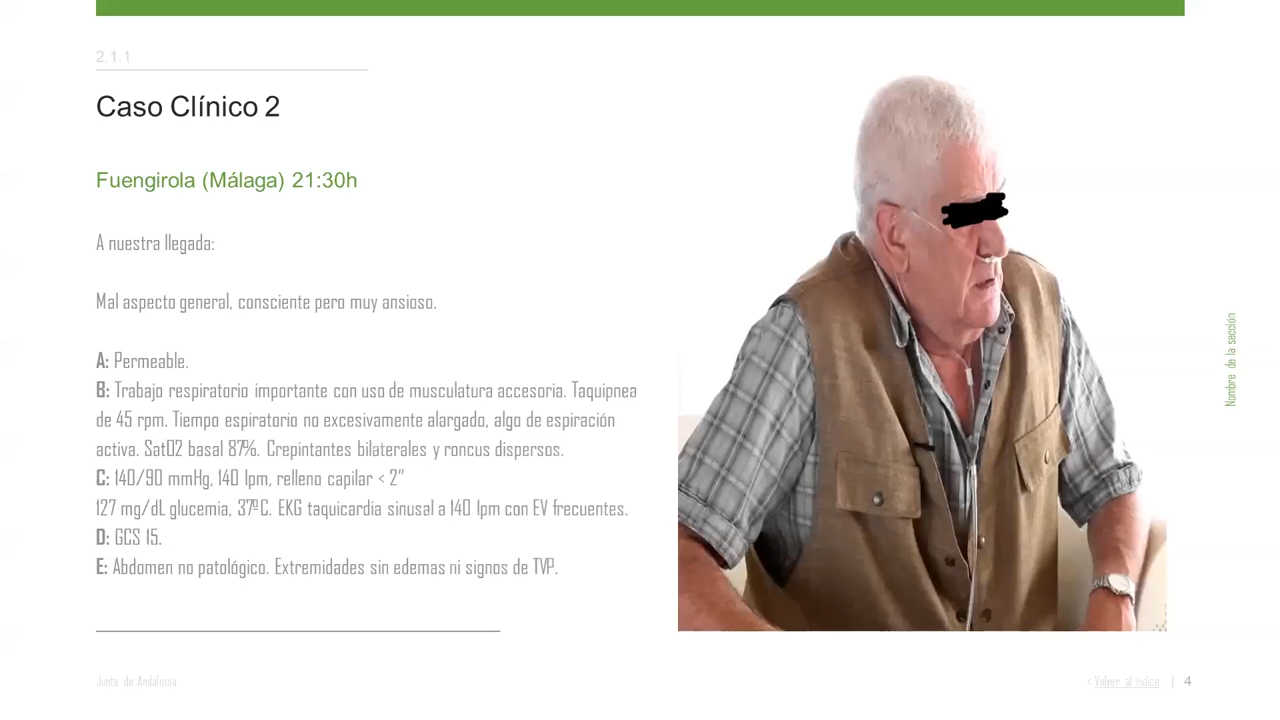 2.1.1
Caso Clínico 2
Fuengirola (Málaga) 21:30h
A nuestra llegada:
Mal aspecto general, consciente pero muy ansioso.
A: Permeable.
B: Trabajo respiratorio importante con uso de musculatura accesoria. Taquipnea
de 45 rpm. Tiempo espiratorio no excesivamente alargado, algo de espiración
activa. SatO2 basal 87%. Crepintantes bilaterales y roncus dispersos.
C: 140/90 mmHg, 140 lpm, relleno capilar < 2"
127 mg/dL glucemia, 37ºC. EKG taquicardia sinusal a 140 lpm con EV frecuentes.
D: GCS 15.
E: Abdomen no patológico. Extremidades sin edemas ni signos de TVP.
Nombre de la sección
Junta de Andalucía
< Volver al índice | 4